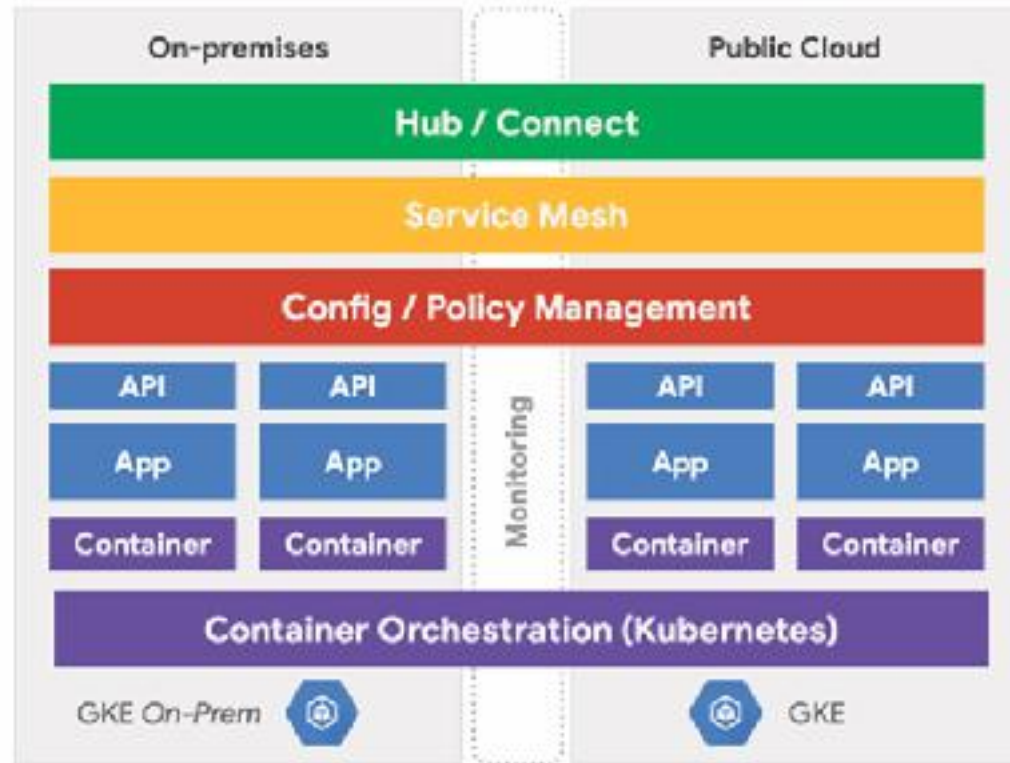 On-premises
Public Cloud
Hub / Connect
Service Mesh
Config / Policy Management
API
API
API
API
App
App
App
App
Monitoring
Container
Container
Container
Container
Container Orchestration (Kubernetes)
GKE On-Prem
GKE